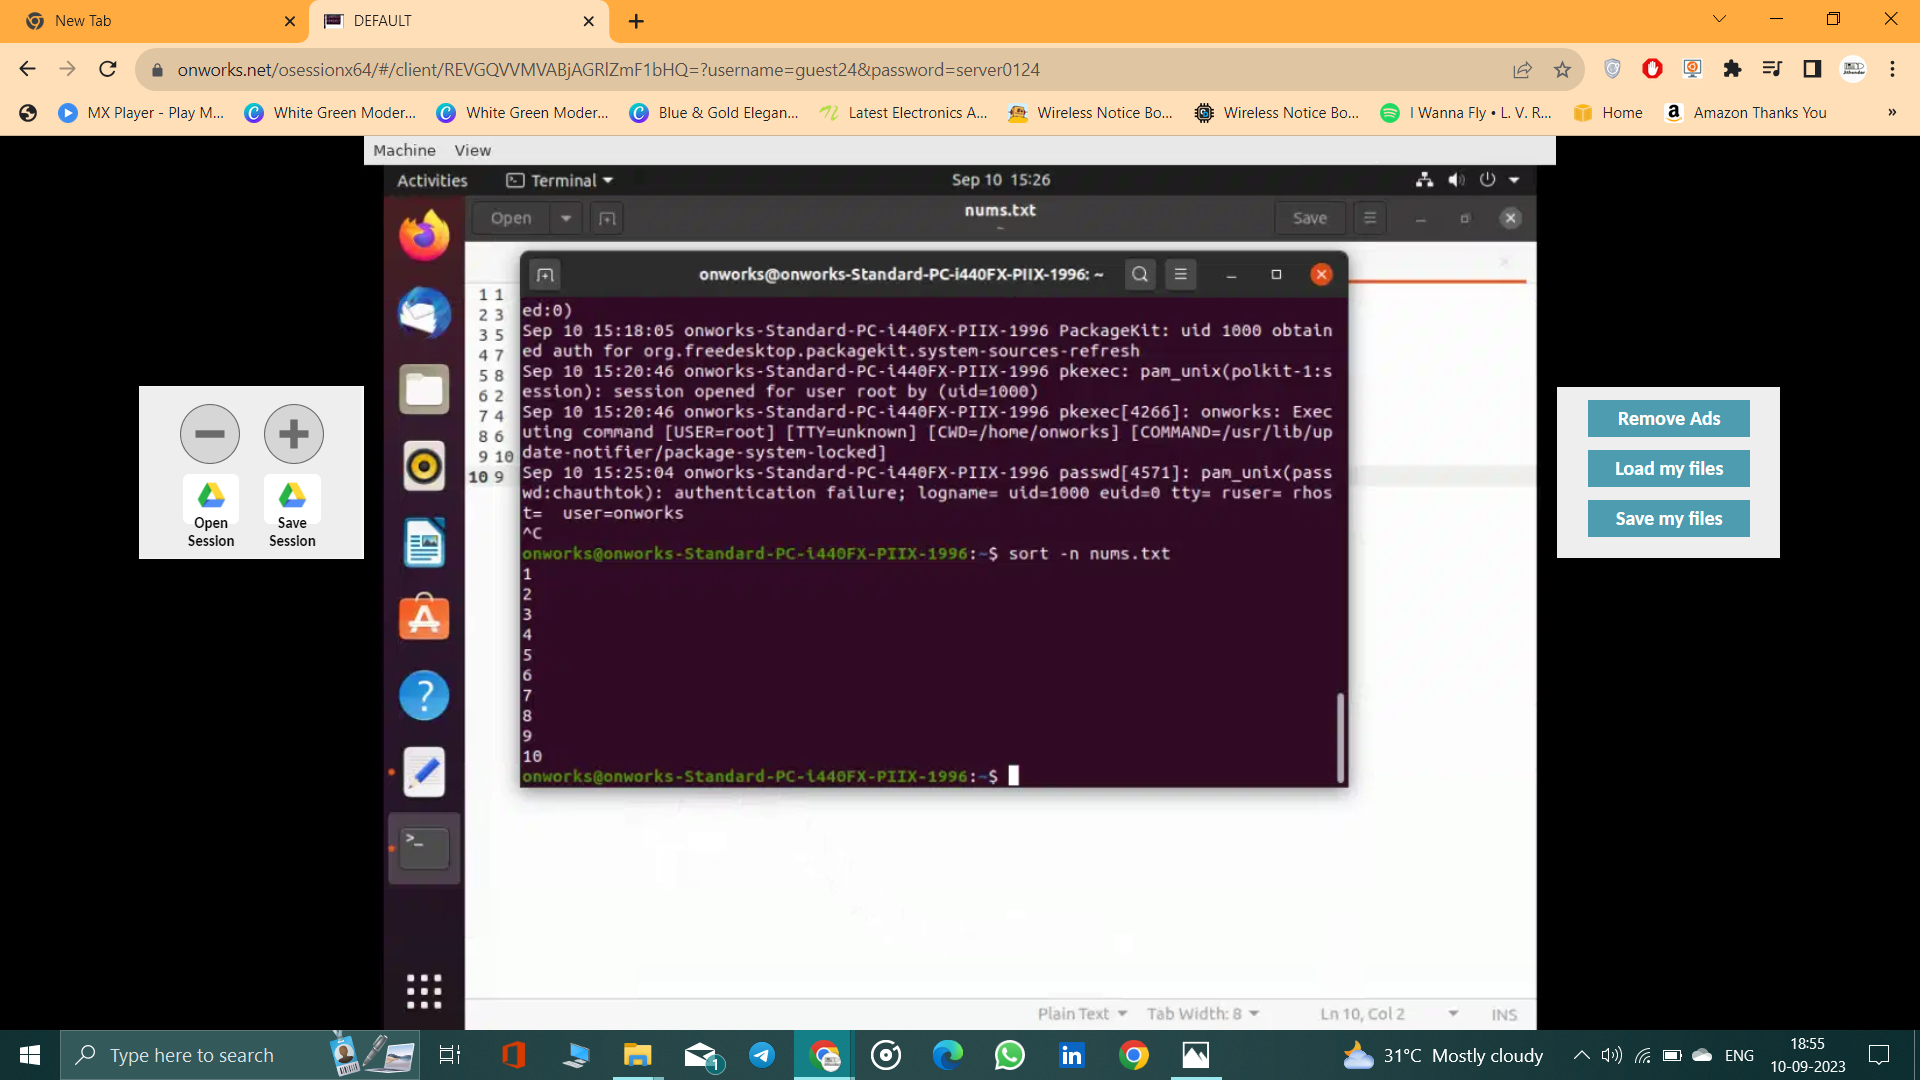 New Tab
DEFAULT
onworks.net/osessionx64/#/client/REVGQVVMVABjAGRlZmF1bHQ=?username=guest24&password=server0124
MX Player - Play M...
White Green Moder...
White Green Moder...
Blue & Gold Elegan...
Latest Electronics A...
Wireless Notice Bo...
Wireless Notice Bo...
I Wanna Fly • L. V. R...
Home
Amazon Thanks You
»
Machine View
Activities
Terminal
Sep 10 15:26
Open
nums.txt
~
Save
1 1
2 3
3 5
4 7
5 8
6 2
7 4
8 6
9 10
10 9
onworks@onworks-Standard-PC-i440FX-PIIX-1996: ~
ed:0)
Sep 10 15:18:05 onworks-Standard-PC-i440FX-PIIX-1996 PackageKit: uid 1000 obtain
ed auth for org.freedesktop.packagekit.system-sources-refresh
Sep 10 15:20:46 onworks-Standard-PC-i440FX-PIIX-1996 pkexec: pam_unix(polkit-1:s
ession): session opened for user root by (uid=1000)
Sep 10 15:20:46 onworks-Standard-PC-i440FX-PIIX-1996 pkexec[4266]: onworks: Exec
uting command [USER=root] [TTY=unknown] [CWD=/home/onworks] [COMMAND=/usr/lib/up
date-notifier/package-system-locked]
Sep 10 15:25:04 onworks-Standard-PC-i440FX-PIIX-1996 passwd[4571]: pam_unix(pass
wd:chauthtok): authentication failure; logname= uid=1000 euid=0 tty= ruser= rhos
t=  user=onworks
^C
onworks@onworks-Standard-PC-i440FX-PIIX-1996:~$ sort -n nums.txt
1
2
3
4
5
6
7
8
9
10
onworks@onworks-Standard-PC-i440FX-PIIX-1996:~$
Open
Session
Save
Session
Remove Ads
Load my files
Save my files
Plain Text
Tab Width: 8
Ln 10, Col 2
INS
Type here to search
1
31°C Mostly cloudy
ENG
18:55
10-09-2023